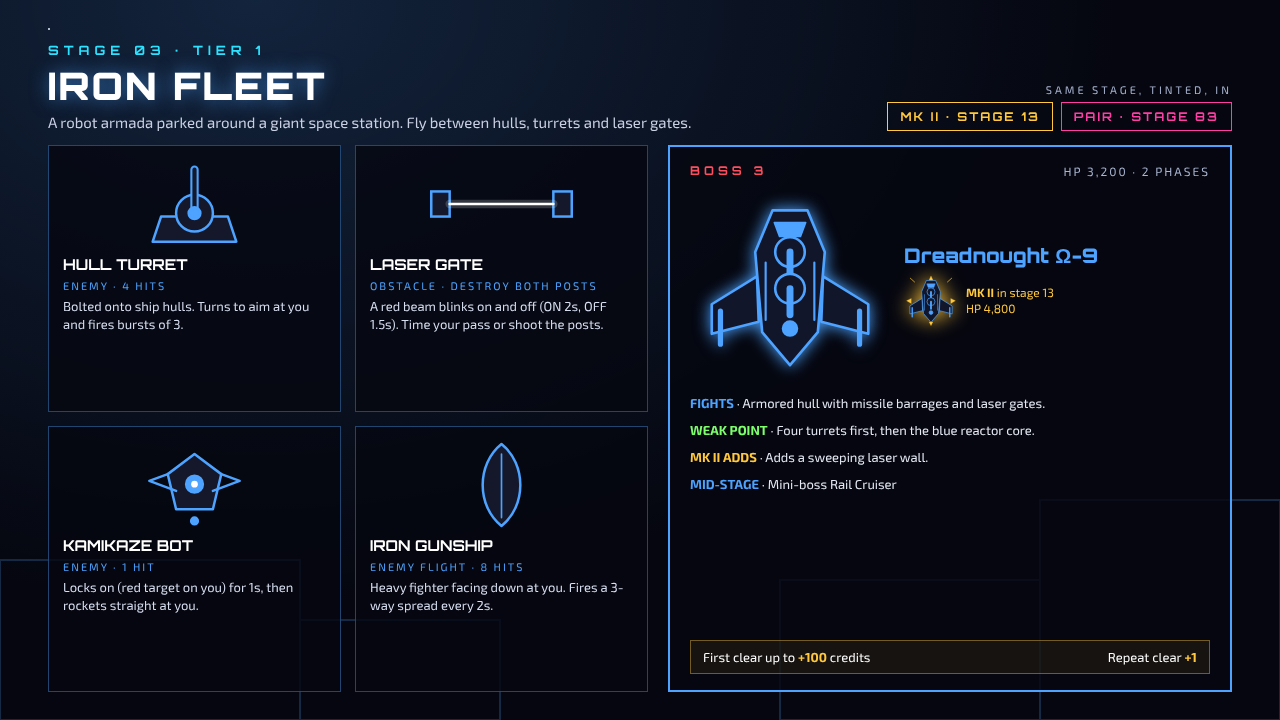 STAGE 03 · TIER 1
IRON FLEET
A robot armada parked around a giant space station. Fly between hulls, turrets and laser gates.
SAME STAGE, TINTED, IN
MK II · STAGE 13
PAIR · STAGE 83
HULL TURRET
ENEMY · 4 HITS
Bolted onto ship hulls. Turns to aim at you
and fires bursts of 3.
LASER GATE
OBSTACLE · DESTROY BOTH POSTS
A red beam blinks on and off (ON 2s, OFF
1.5s). Time your pass or shoot the posts.
KAMIKAZE BOT
ENEMY · 1 HIT
Locks on (red target on you) for 1s, then
rockets straight at you.
IRON GUNSHIP
ENEMY FLIGHT · 8 HITS
Heavy fighter facing down at you. Fires a 3-
way spread every 2s.
BOSS 3
HP 3,200 · 2 PHASES
Dreadnought Ω-9
MK II in stage 13
HP 4,800
FIGHTS · Armored hull with missile barrages and laser gates.
WEAK POINT · Four turrets first, then the blue reactor core.
MK II ADDS · Adds a sweeping laser wall.
MID-STAGE · Mini-boss Rail Cruiser
First clear up to +100 credits
Repeat clear +1